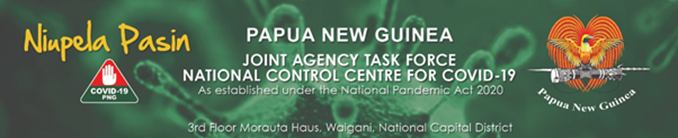 Niupela Pasin
COVID-19
PNG
PAPUA NEW GUINEA
JOINT AGENCY TASK FORCE
NATIONAL CONTROL CENTRE FOR COVID-19
As established under the National Pandemic Act 2020
3rd Floor Morauta Haus, Waigani, National Capital District
Papua New Guinea